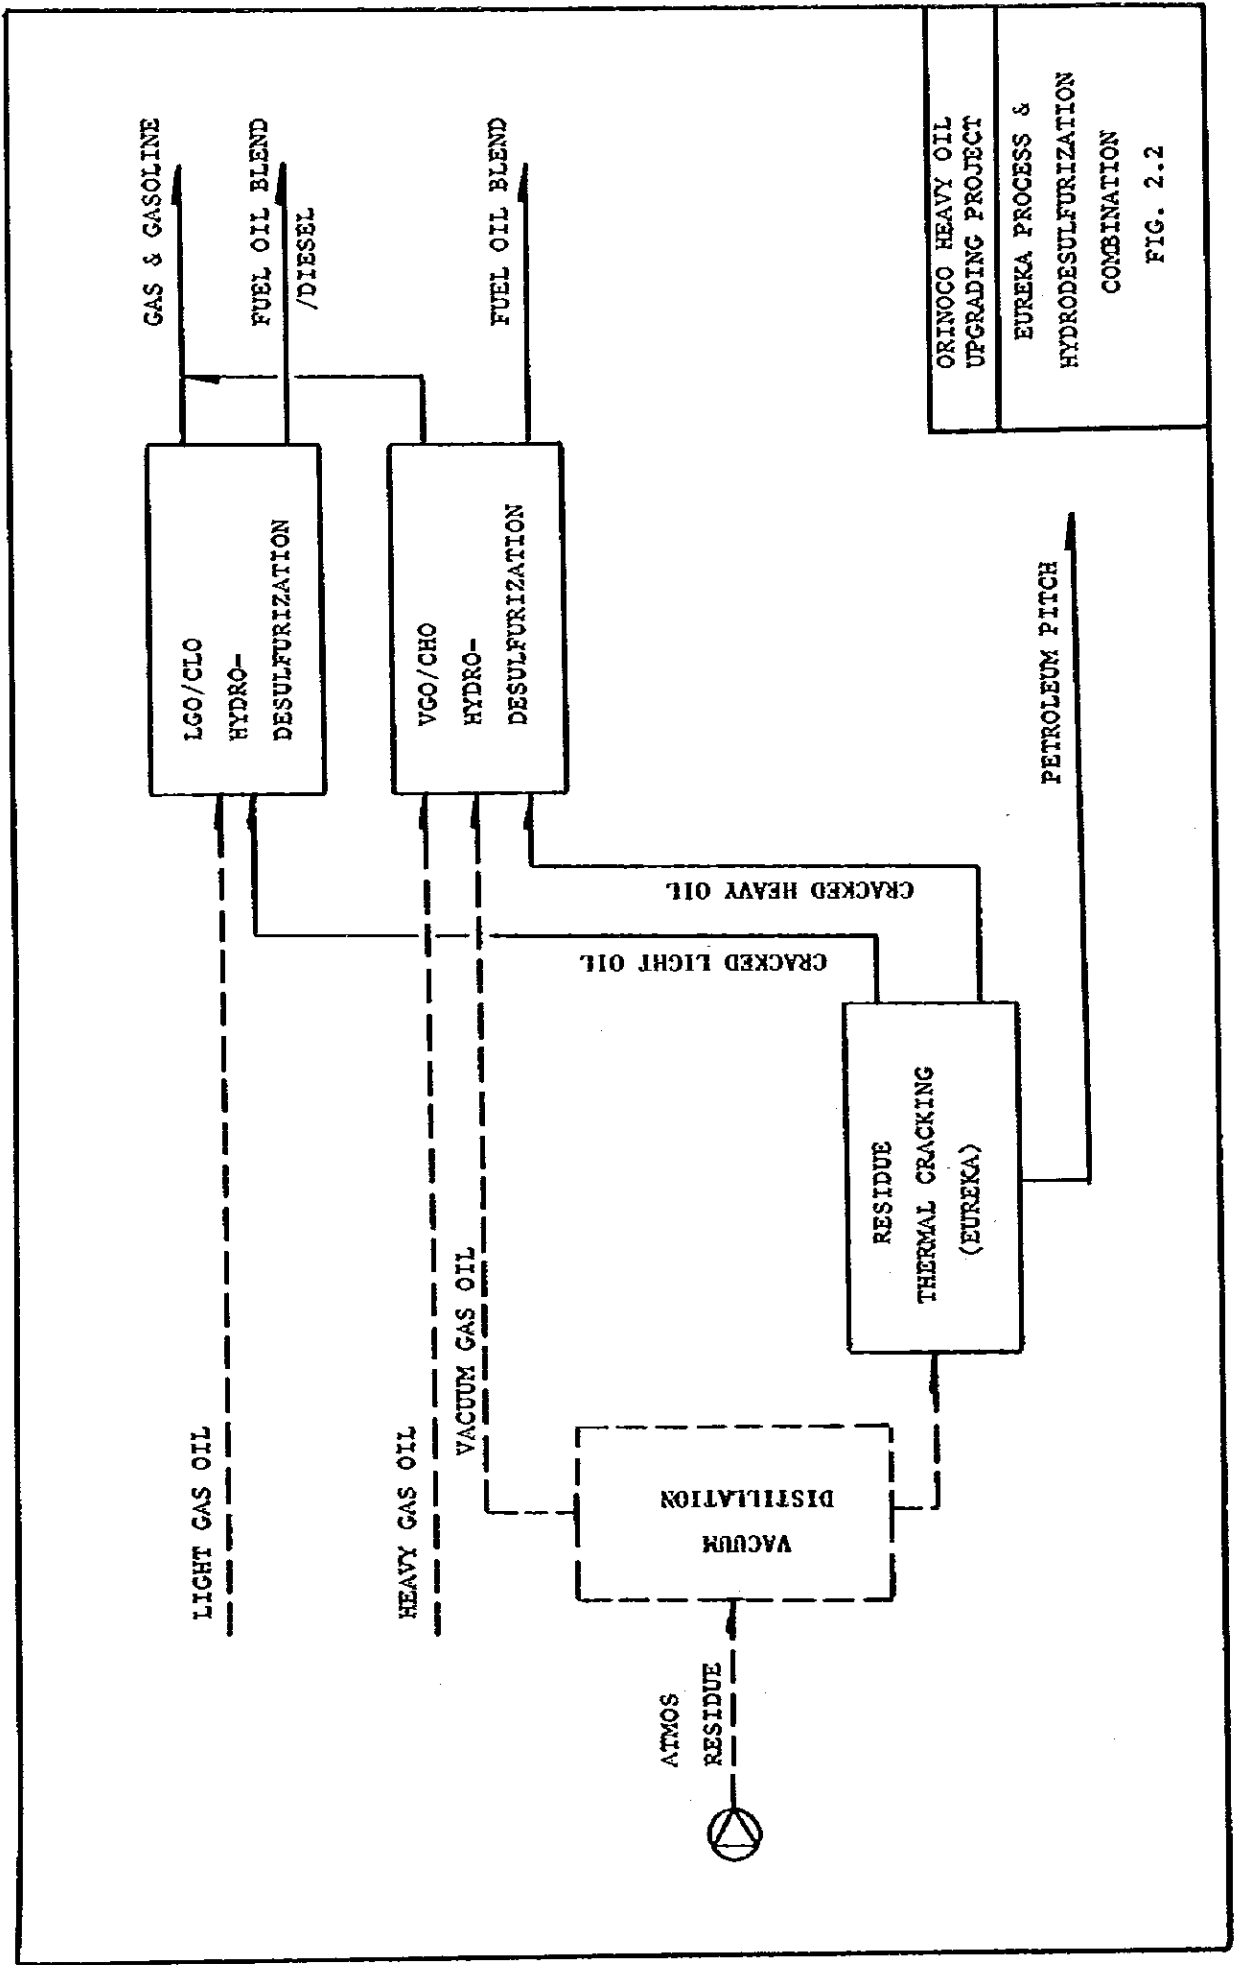 GAS & GASOLINE
FUEL OIL BLEND
/DIESEL
FUEL OIL BLEND
LGO/CLO
HYDRO-
DESULFURIZATION
VGO/CHO
HYDRO-
DESULFURIZATION
LIGHT GAS OIL
HEAVY GAS OIL
VACUUM GAS OIL
CRACKED LIGHT OIL
CRACKED HEAVY OIL
ATMOS
RESIDUE
VACUUM
DISTILLATION
RESIDUE
THERMAL CRACKING
(EUREKA)
PETROLEUM PITCH
ORINOCO HEAVY OIL
UPGRADING PROJECT
EUREKA PROCESS &
HYDRODESULFURIZATION
COMBINATION
FIG. 2.2